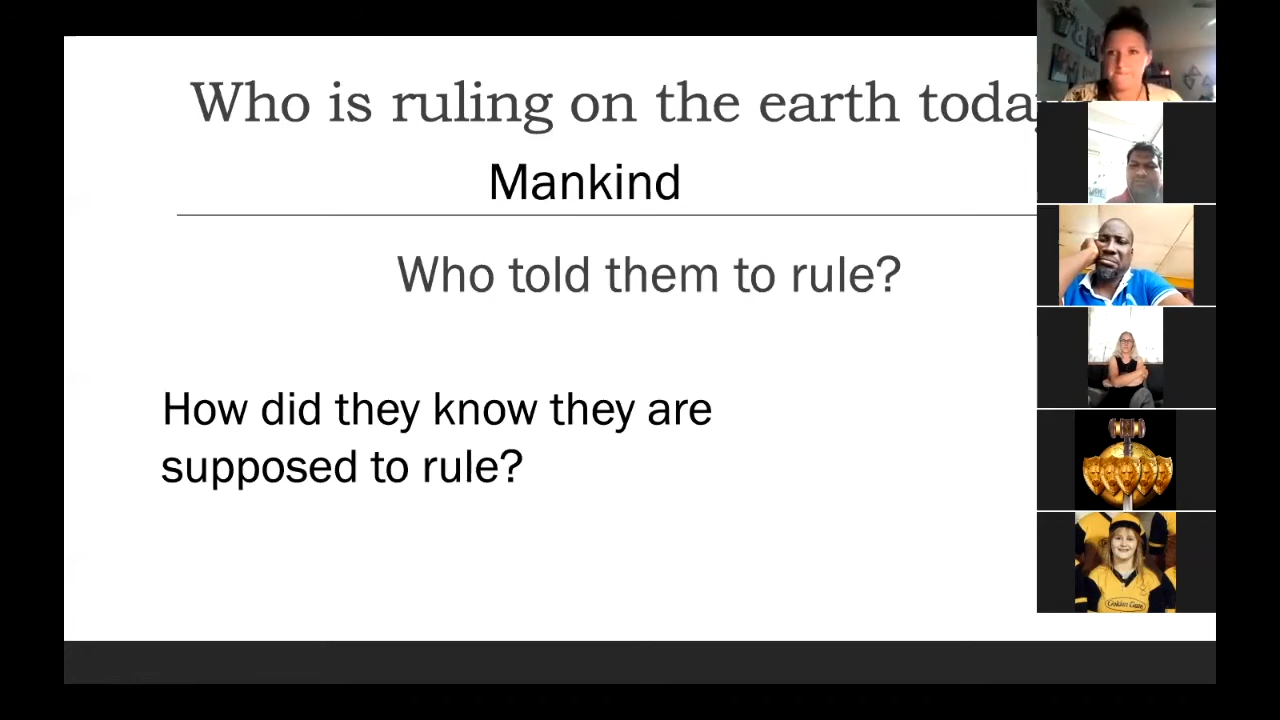 Who is ruling on the earth today
Mankind
Who told them to rule?
How did they know they are
supposed to rule?